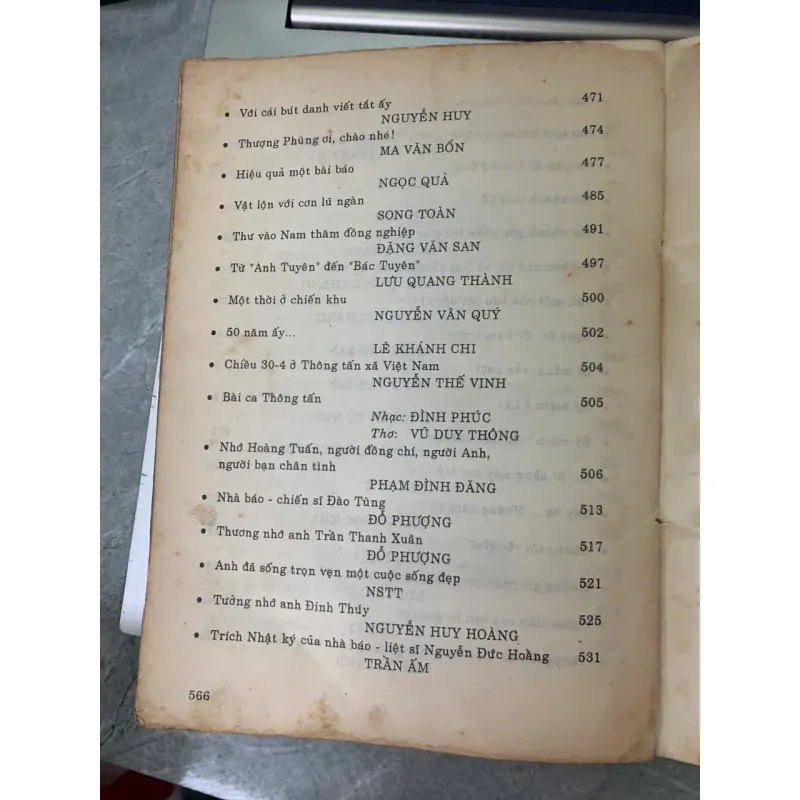 • Với cái bút danh viết tắt ấy 471
NGUYỄN HUY
• Thượng Phùng ơi, chào nhé! 474
MA VĂN BỔN
• Hiệu quả một bài báo 477
NGỌC QUẢ
• Vật lộn với cơn lũ ngàn 485
SONG TOÀN
• Thư vào Nam thăm đồng nghiệp 491
ĐẶNG VĂN SAN
• Từ "Anh Tuyên" đến "Bác Tuyên" 497
LƯU QUANG THÀNH
• Một thời ở chiến khu 500
NGUYỄN VÂN QUÝ
• 50 năm ấy... 502
LÊ KHÁNH CHI
• Chiều 30-4 ở Thông tấn xã Việt Nam 504
NGUYỄN THẾ VINH
• Bài ca Thông tấn 505
Nhạc: ĐÌNH PHÚC
Thơ: VŨ DUY THÔNG
• Nhớ Hoàng Tuấn, người đồng chí, người Anh,
người bạn chân tình 506
PHẠM ĐÌNH ĐĂNG
• Nhà báo - chiến sĩ Đào Tùng 513
ĐỖ PHƯỢNG
• Thương nhớ anh Trần Thanh Xuân 517
ĐỖ PHƯỢNG
• Anh đã sống trọn vẹn một cuộc sống đẹp 521
NSTT
• Tưởng nhớ anh Đinh Thúy 525
NGUYỄN HUY HOÀNG
• Trích Nhật ký của nhà báo - liệt sĩ Nguyễn Đức Hoằng 531
TRẦN ẤM
566